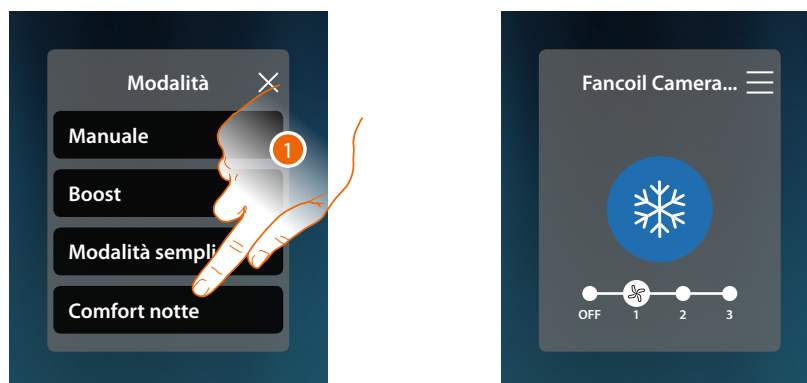 Modalità
Manuale
1
Boost
Modalità sempli
Comfort notte
Fancoil Camera...
OFF 1 2 3